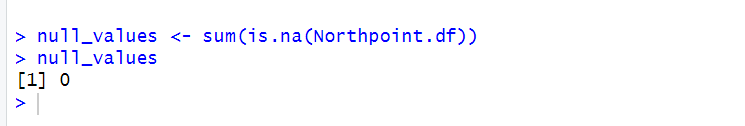 > null_values <- sum(is.na(Northpoint.df))
> null_values
[1] 0
>